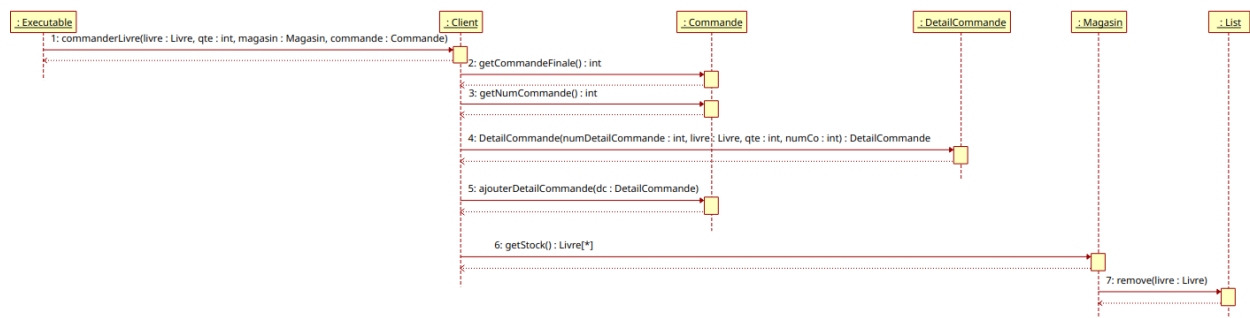 : Executable
: Client
: Commande
: DetailCommande
: Magasin
: List
1: commanderLivre(livre : Livre, qte : int, magasin : Magasin, commande : Commande)
2: getCommandeFinale() : int
3: getNumCommande() : int
4: DetailCommande(numDetailCommande : int, livre : Livre, qte : int, numCo : int) : DetailCommande
5: ajouterDetailCommande(dc : DetailCommande)
6: getStock() : Livre[*]
7: remove(livre : Livre)